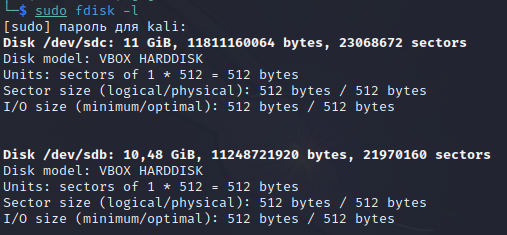 └─$ sudo fdisk -l
[sudo] пароль для kali:
Disk /dev/sdc: 11 GiB, 11811160064 bytes, 23068672 sectors
Disk model: VBOX HARDDISK
Units: sectors of 1 * 512 = 512 bytes
Sector size (logical/physical): 512 bytes / 512 bytes
I/O size (minimum/optimal): 512 bytes / 512 bytes
Disk /dev/sdb: 10,48 GiB, 11248721920 bytes, 21970160 sectors
Disk model: VBOX HARDDISK
Units: sectors of 1 * 512 = 512 bytes
Sector size (logical/physical): 512 bytes / 512 bytes
I/O size (minimum/optimal): 512 bytes / 512 bytes